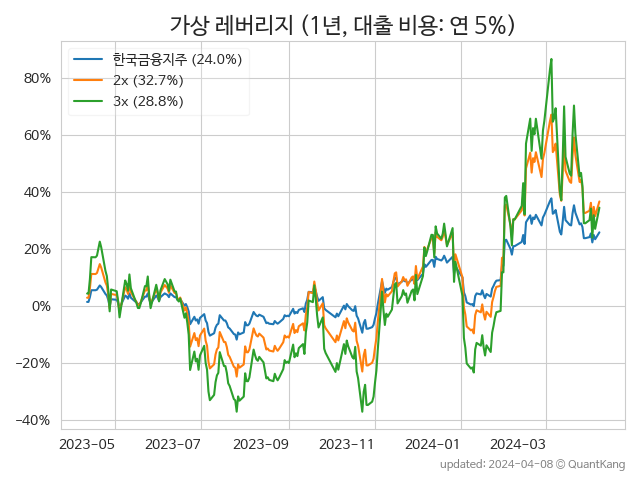 가상 레버리지 (1년, 대출 비용: 연 5%)
한국금융지주 (24.0%)
2x (32.7%)
3x (28.8%)
80%
60%
40%
20%
0%
−20%
−40%
2023-05
2023-07
2023-09
2023-11
2024-01
2024-03
updated: 2024-04-08 © QuantKang